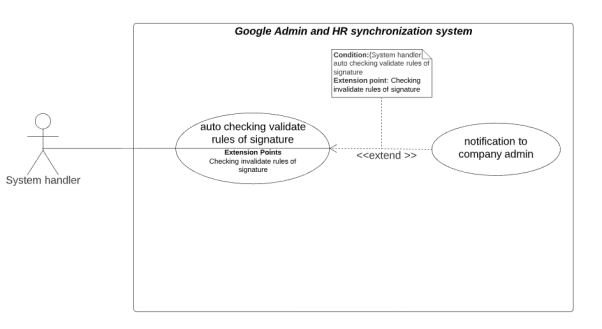 Google Admin and HR synchronization system
Condition:{System handler
auto checking validate rules of
signature
Extension point: Checking
invalidate rules of signature
auto checking validate
rules of signature
Extension Points
Checking invalidate rules of
signature
<<extend >>
notification to
company admin
System handler